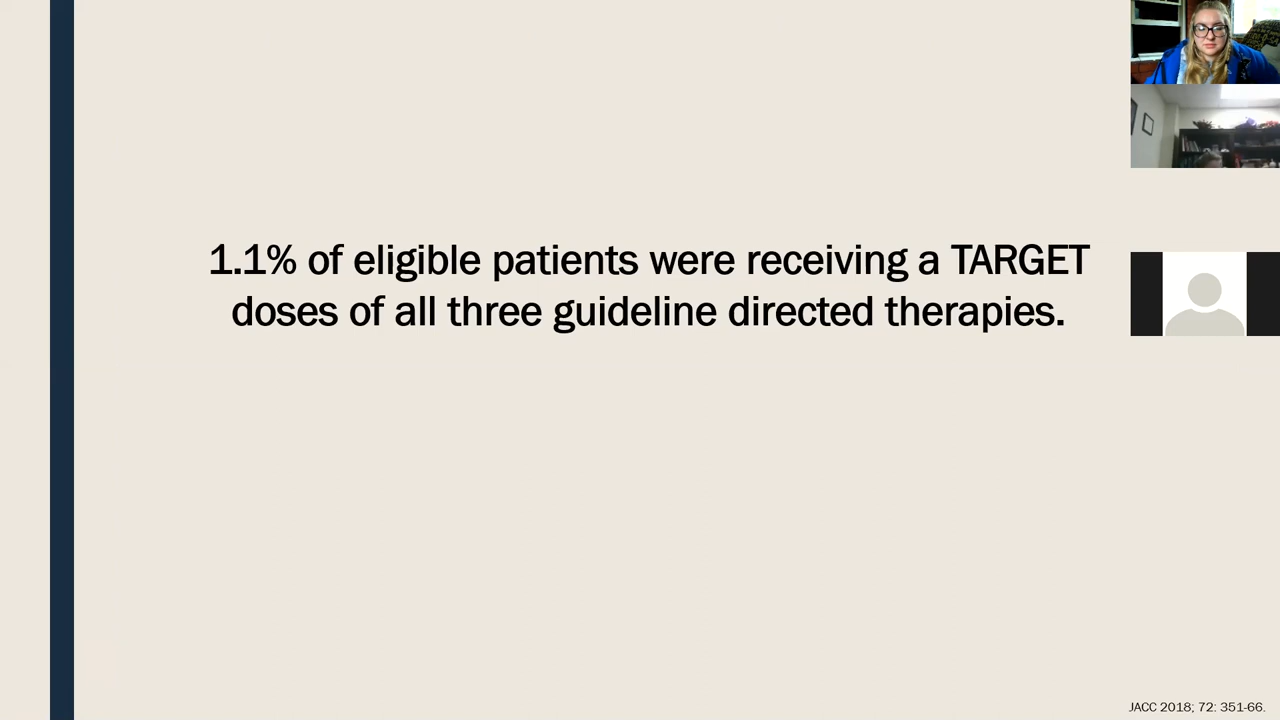 1.1% of eligible patients were receiving a TARGET
doses of all three guideline directed therapies.
JACC 2018; 72: 351-66.